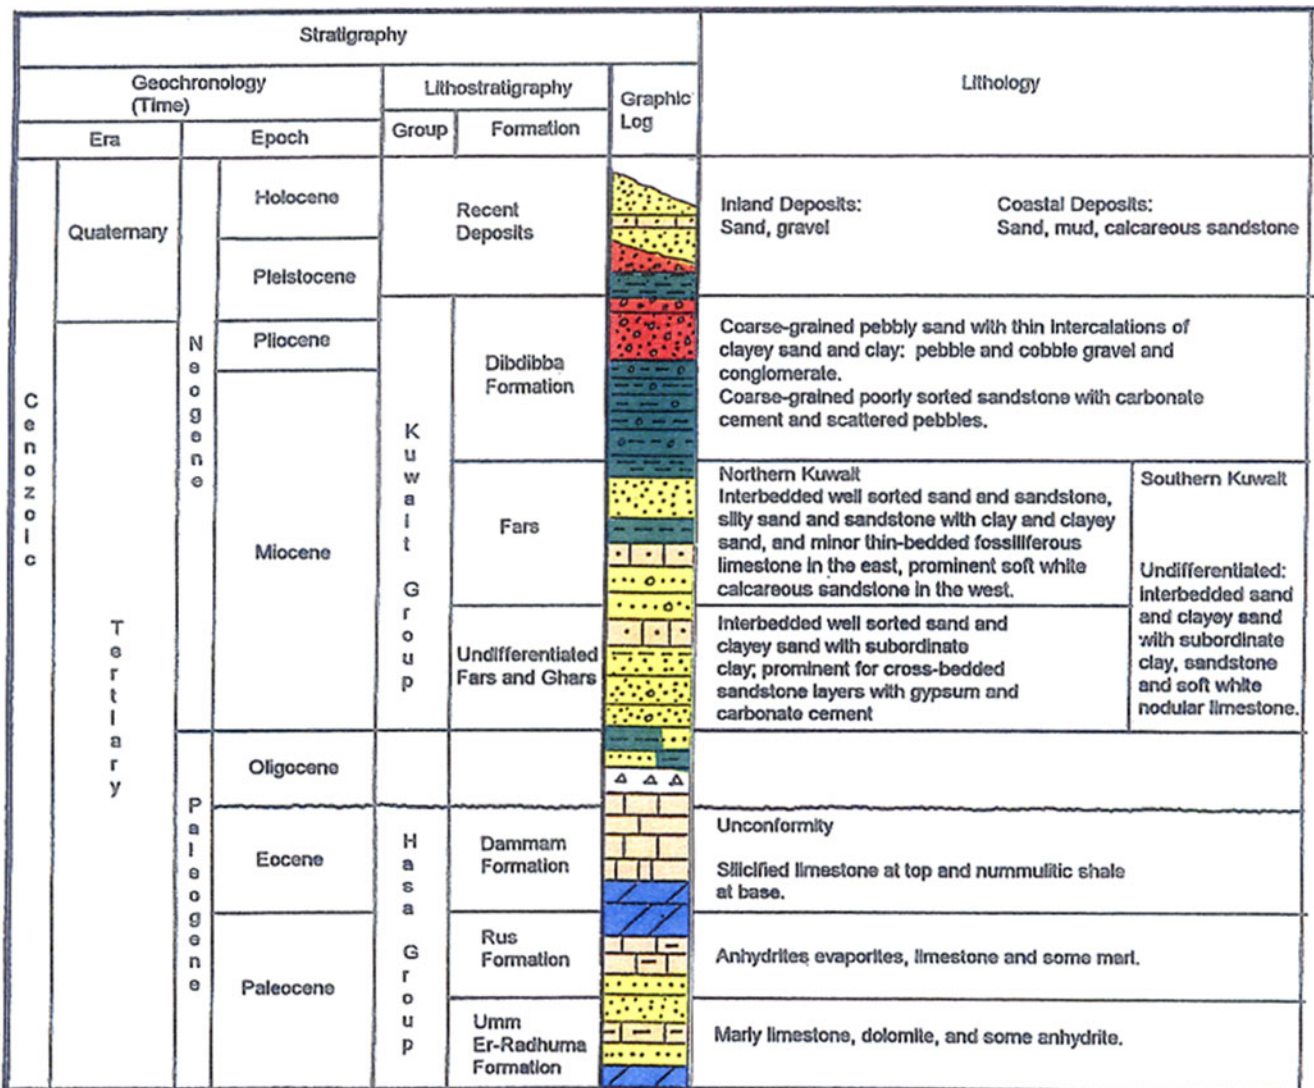 Stratigraphy
Geochronology
(Time)
Lithostratigraphy
Graphic
Log
Lithology
Era
Epoch
Group
Formation
Cenozoic
Quaternary
Tertiary
Neogene
Paleogene
Holocene
Pleistocene
Pliocene
Miocene
Oligocene
Eocene
Paleocene
Kuwait Group
Hasa Group
Recent
Deposits
Inland Deposits:
Sand, gravel
Coastal Deposits:
Sand, mud, calcareous sandstone
Dibdibba
Formation
Coarse-grained pebbly sand with thin intercalations of
clayey sand and clay: pebble and cobble gravel and
conglomerate.
Coarse-grained poorly sorted sandstone with carbonate
cement and scattered pebbles.
Fars
Northern Kuwait
Interbedded well sorted sand and sandstone,
silty sand and sandstone with clay and clayey
sand, and minor thin-bedded fossiliferous
limestone in the east, prominent soft white
calcareous sandstone in the west.
Southern Kuwait
Undifferentiated:
interbedded sand
and clayey sand
with subordinate
clay, sandstone
and soft white
nodular limestone.
Undifferentiated
Fars and Ghars
Interbedded well sorted sand and
clayey sand with subordinate
clay; prominent for cross-bedded
sandstone layers with gypsum and
carbonate cement
Dammam
Formation
Unconformity
Silicified limestone at top and nummulitic shale
at base.
Rus
Formation
Anhydrites evaporites, limestone and some marl.
Umm
Er-Radhuma
Formation
Marly limestone, dolomite, and some anhydrite.